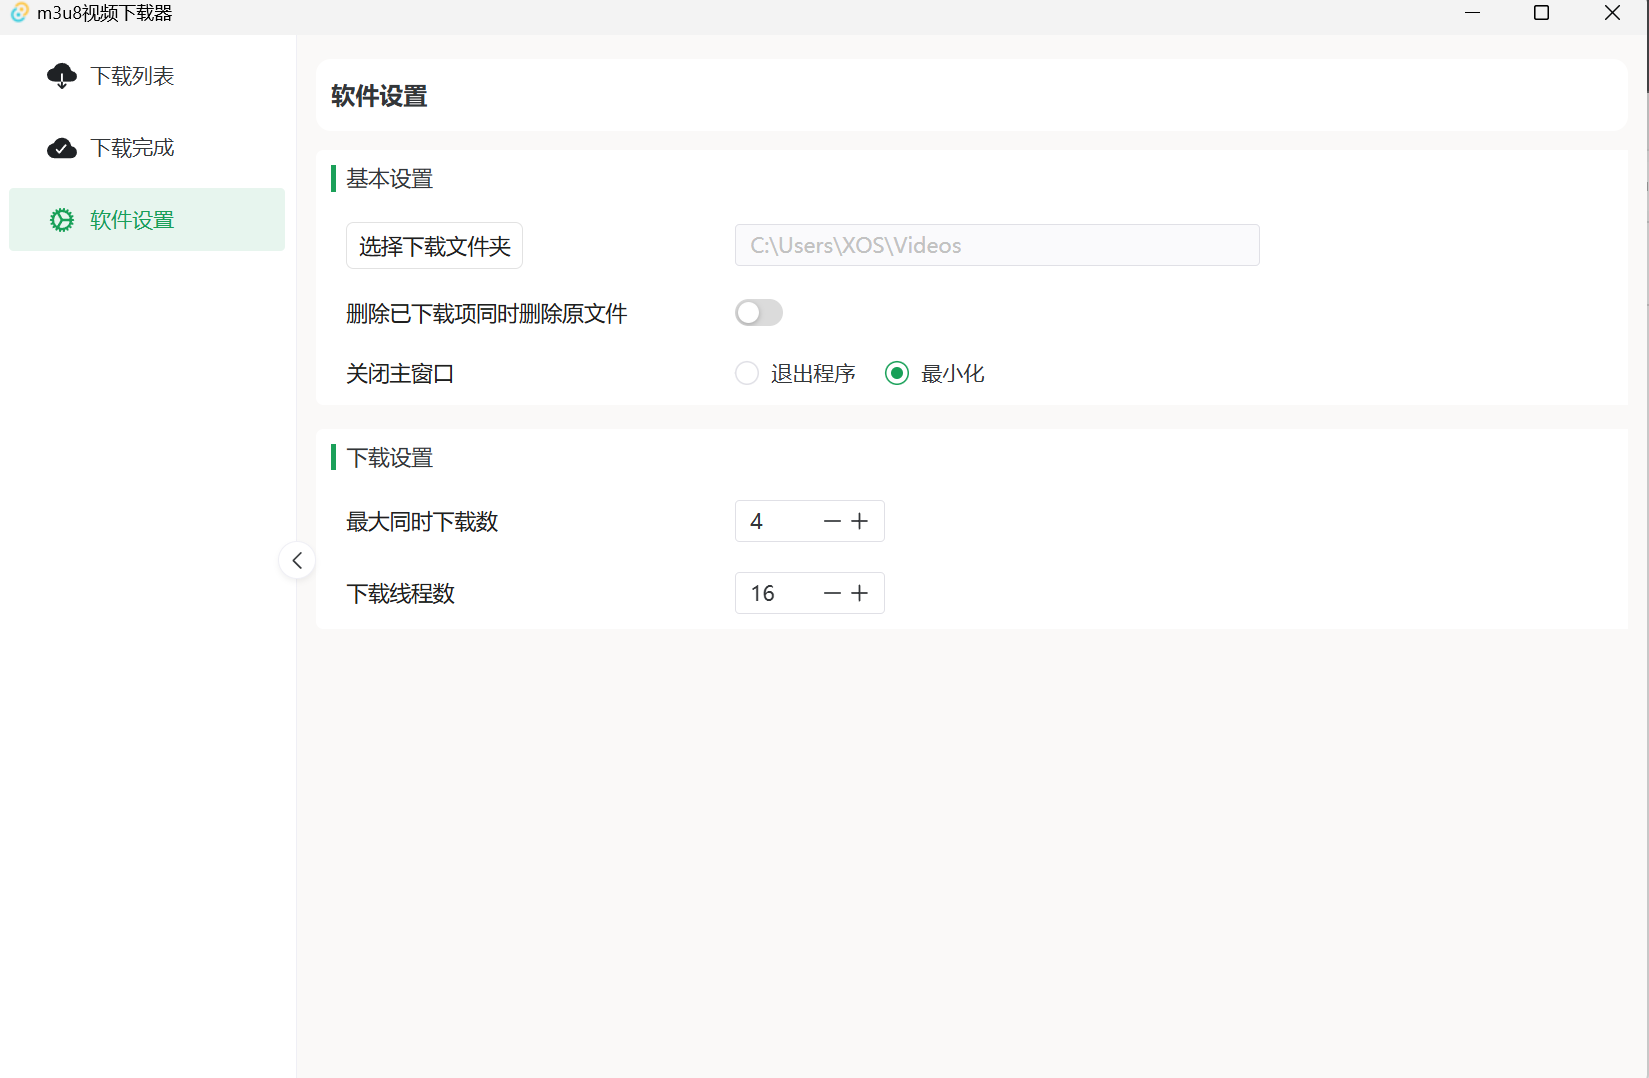 m3u8视频下载器
下载列表
下载完成
软件设置
软件设置
基本设置
选择下载文件夹
C:\Users\XOS\Videos
删除已下载项同时删除原文件
关闭主窗口
退出程序
最小化
下载设置
最大同时下载数
4
下载线程数
16